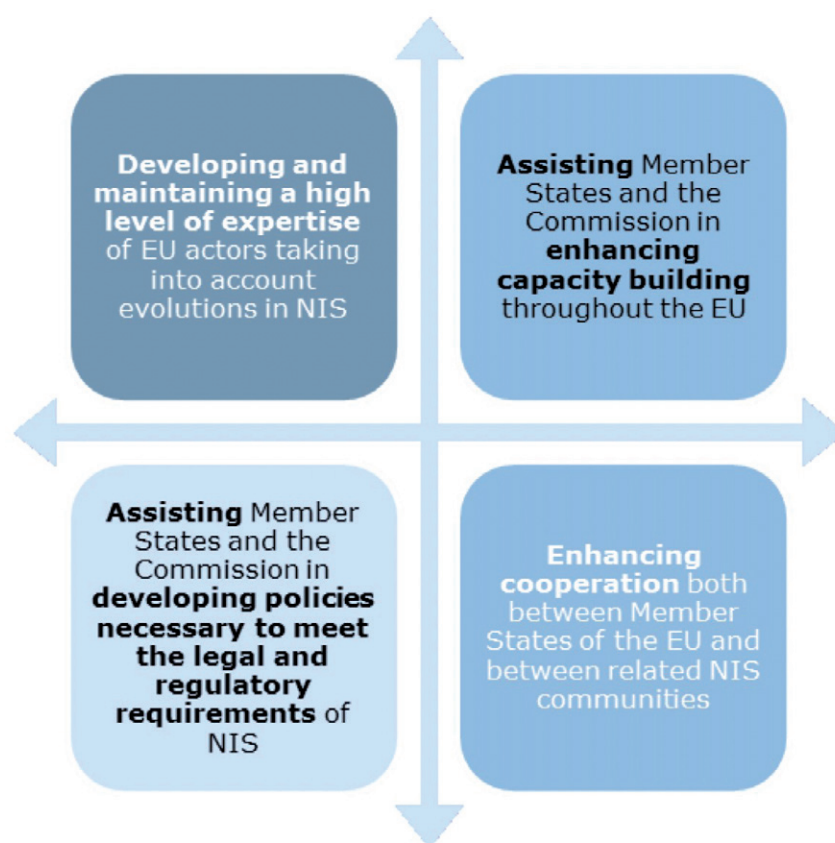 Developing and
maintaining a high
level of expertise
of EU actors taking
into account
evolutions in NIS
Assisting Member
States and the
Commission in
enhancing
capacity building
throughout the EU
Assisting Member
States and the
Commission in
developing policies
necessary to meet
the legal and
regulatory
requirements of
NIS
Enhancing
cooperation both
between Member
States of the EU and
between related NIS
communities